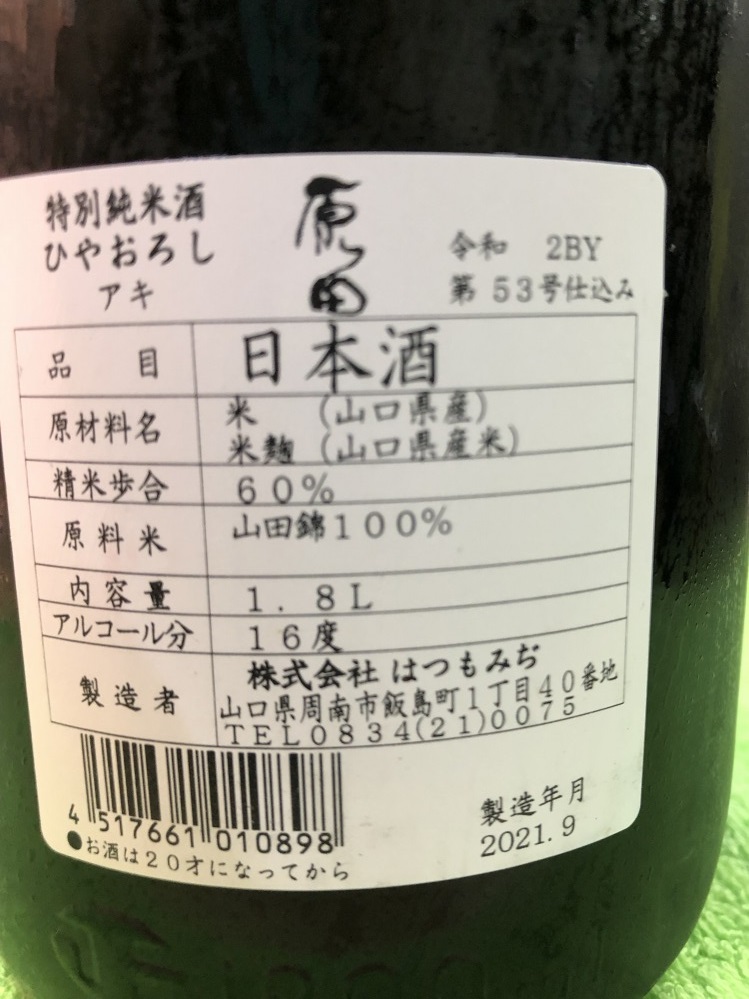 特別純米酒
ひやおろし
アキ
原田
令和 2BY
第 53号仕込み
品目 日本酒
原材料名 米 (山口県産)
米麹 (山口県産米)
精米歩合 60%
原料米 山田錦100%
内容量 1.8L
アルコール分 16度
製造者 株式会社 はつもみぢ
山口県周南市飯島町1丁目40番地
TEL0834(21)0075
4 517661 010898
製造年月
2021.9
●お酒は20才になってから